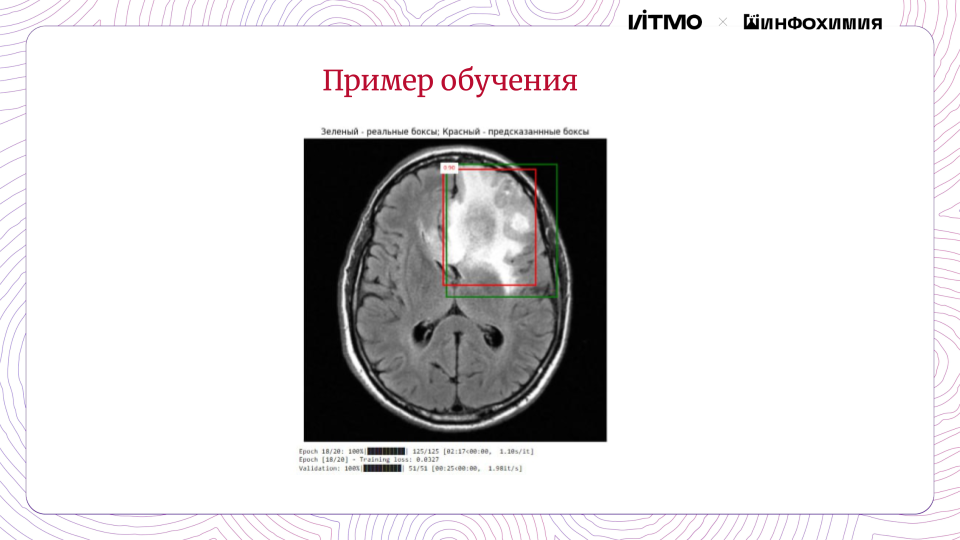 ИТМО × ИНФОХИМИЯ
Пример обучения
Зеленый - реальные боксы; Красный - предсказаннные боксы
0.90
Epoch 18/20: 100%|██████████| 125/125 [02:17<00:00, 1.10s/it]
Epoch [18/20] - Training loss: 0.0327
Validation: 100%|██████████| 51/51 [00:25<00:00, 1.98it/s]